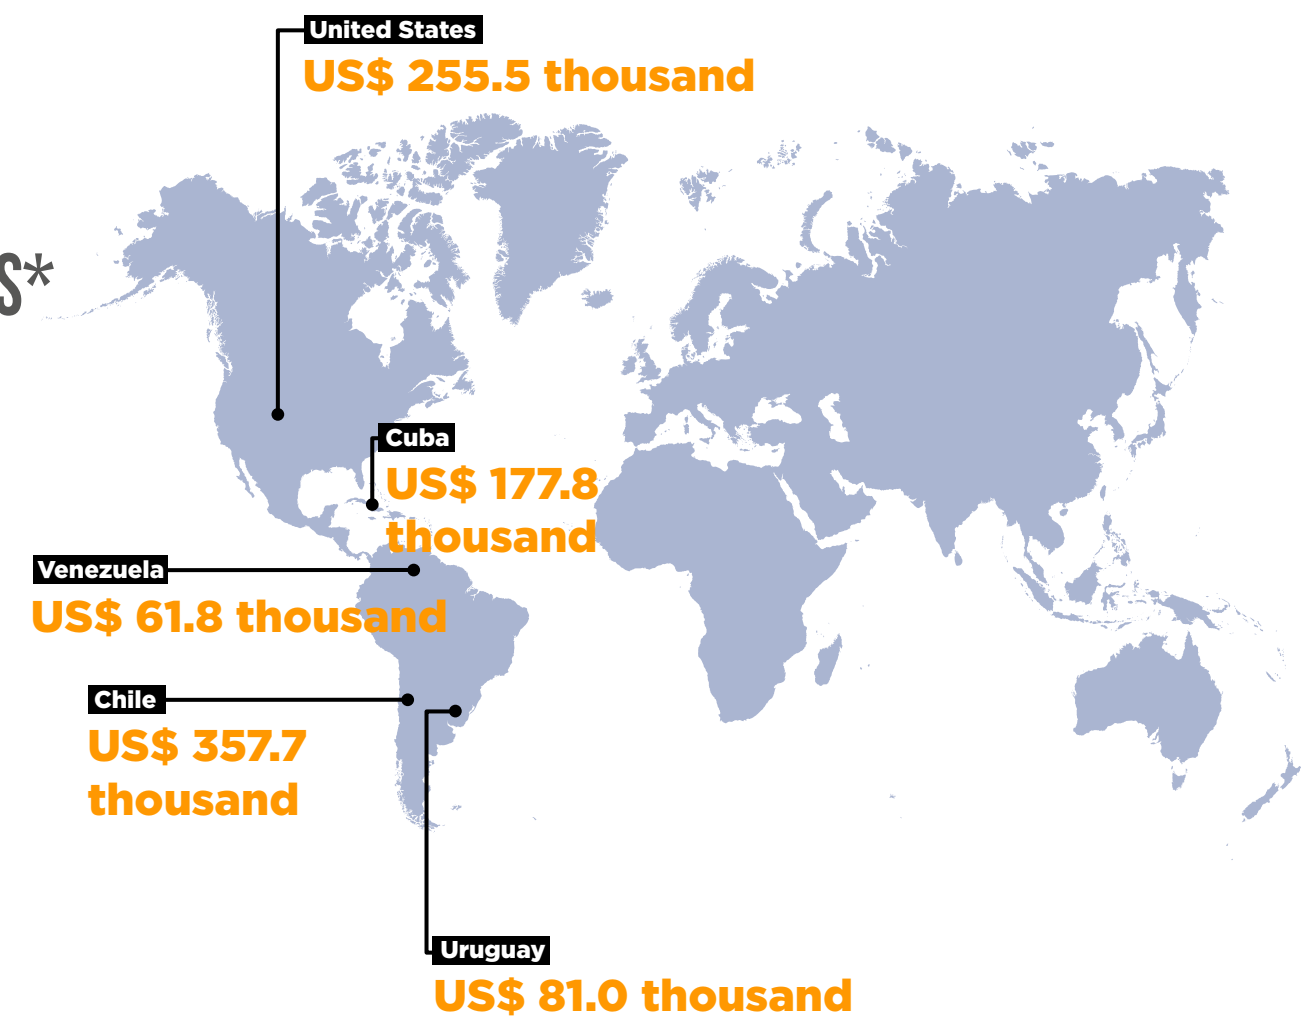 United States
US$ 255.5 thousand
S*
Cuba
US$ 177.8
thousand
Venezuela
US$ 61.8 thousand
Chile
US$ 357.7
thousand
Uruguay
US$ 81.0 thousand